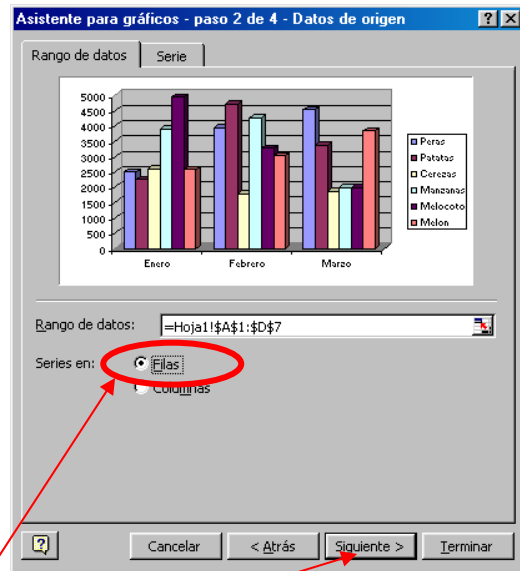 Asistente para gráficos - paso 2 de 4 - Datos de origen
Rango de datos Serie
5000
4500
4000
3500
3000
2500
2000
1500
1000
500
0
Enero Febrero Marzo
Peras
Patatas
Cerezas
Manzanas
Melocoto
Melon
Rango de datos: =Hoja1!$A$1:$D$7
Series en: Filas
Columnas
Cancelar < Atrás Siguiente > Terminar